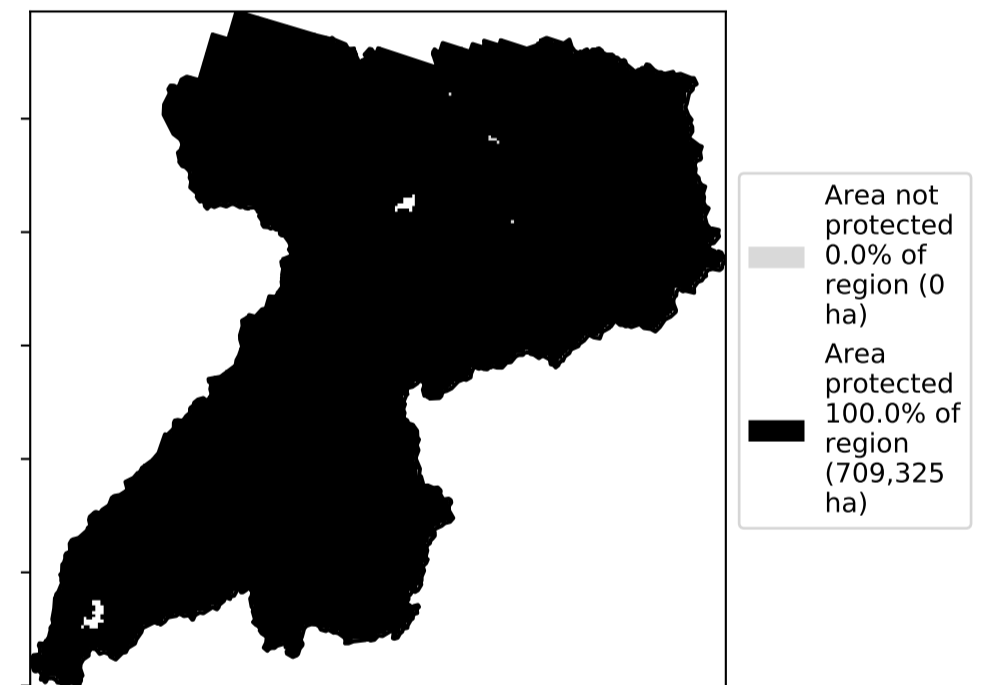 Area not
protected
0.0% of
region (0
ha)
Area
protected
100.0% of
region
(709,325
ha)